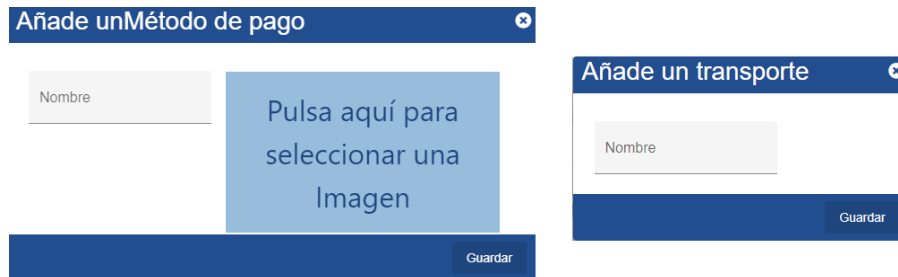 Añade unMétodo de pago
Nombre
Pulsa aquí para
seleccionar una
Imagen
Guardar
Añade un transporte
Nombre
Guardar